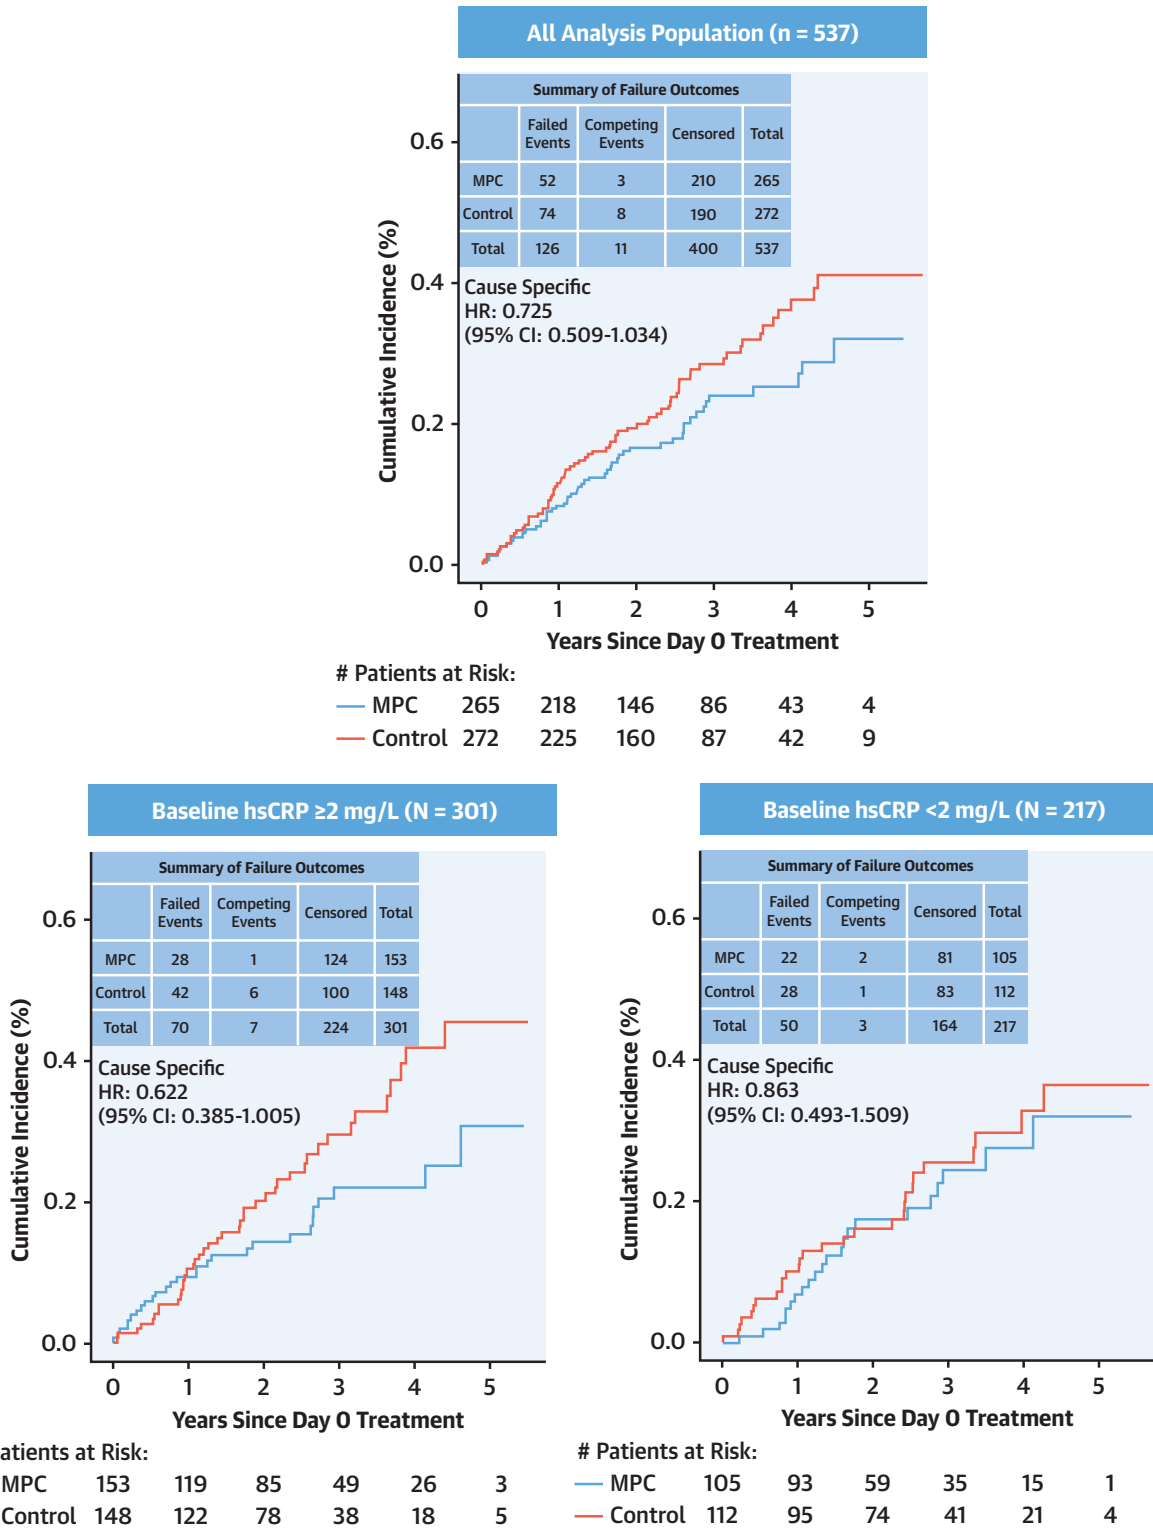 All Analysis Population (n = 537)
Summary of Failure Outcomes
Failed Events Competing Events Censored Total
MPC 52 3 210 265
Control 74 8 190 272
Total 126 11 400 537
Cause Specific
HR: 0.725
(95% CI: 0.509-1.034)
Cumulative Incidence (%)
0.6
0.4
0.2
0.0
0 1 2 3 4 5
Years Since Day 0 Treatment
# Patients at Risk:
MPC 265 218 146 86 43 4
Control 272 225 160 87 42 9
Baseline hsCRP ≥2 mg/L (N = 301)
Summary of Failure Outcomes
Failed Events Competing Events Censored Total
MPC 28 1 124 153
Control 42 6 100 148
Total 70 7 224 301
Cause Specific
HR: 0.622
(95% CI: 0.385-1.005)
Cumulative Incidence (%)
0.6
0.4
0.2
0.0
0 1 2 3 4 5
Years Since Day 0 Treatment
atients at Risk:
MPC 153 119 85 49 26 3
Control 148 122 78 38 18 5
Baseline hsCRP <2 mg/L (N = 217)
Summary of Failure Outcomes
Failed Events Competing Events Censored Total
MPC 22 2 81 105
Control 28 1 83 112
Total 50 3 164 217
Cause Specific
HR: 0.863
(95% CI: 0.493-1.509)
Cumulative Incidence (%)
0.6
0.4
0.2
0.0
0 1 2 3 4 5
Years Since Day 0 Treatment
# Patients at Risk:
MPC 105 93 59 35 15 1
Control 112 95 74 41 21 4